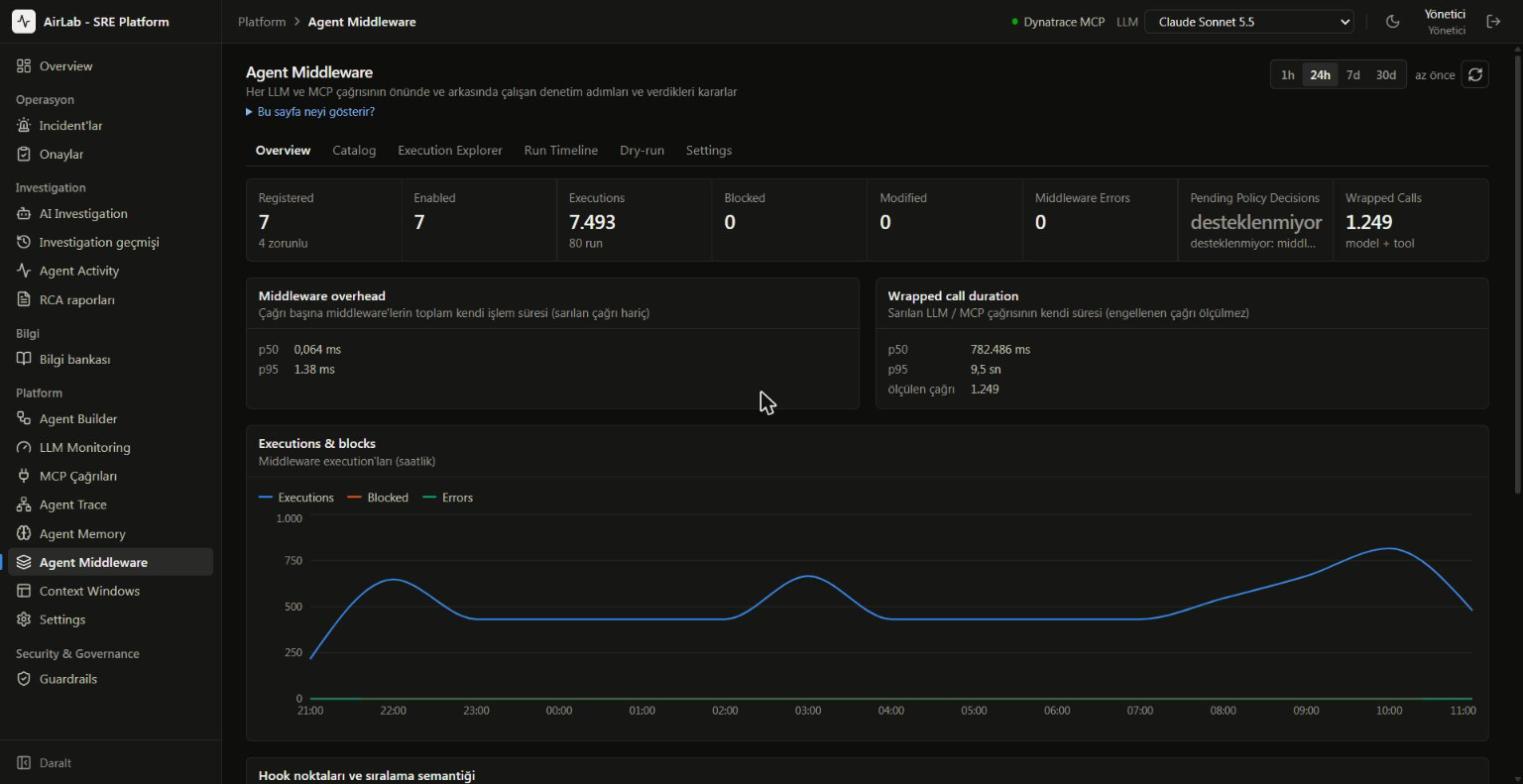 AirLab - SRE Platform
Platform > Agent Middleware
Dynatrace MCP LLM Claude Sonnet 5.5
Yönetici
Yönetici
Overview
Operasyon
Incident'lar
Onaylar
Investigation
AI Investigation
Investigation geçmişi
Agent Activity
RCA raporları
Bilgi
Bilgi bankası
Platform
Agent Builder
LLM Monitoring
MCP Çağrıları
Agent Trace
Agent Memory
Agent Middleware
Context Windows
Settings
Security & Governance
Guardrails
Daralt
Agent Middleware
Her LLM ve MCP çağrısının önünde ve arkasında çalışan denetim adımları ve verdikleri kararlar
Bu sayfa neyi gösterir?
1h 24h 7d 30d az önce
Overview Catalog Execution Explorer Run Timeline Dry-run Settings
Registered
7
4 zorunlu
Enabled
7
Executions
7.493
80 run
Blocked
0
Modified
0
Middleware Errors
0
Pending Policy Decisions
desteklenmiyor
desteklenmiyor: middl...
Wrapped Calls
1.249
model + tool
Middleware overhead
Çağrı başına middleware'lerin toplam kendi işlem süresi (sarılan çağrı hariç)
p50 0,064 ms
p95 1.38 ms
Wrapped call duration
Sarılan LLM / MCP çağrısının kendi süresi (engellenen çağrı ölçülmez)
p50 782.486 ms
p95 9,5 sn
ölçülen çağrı 1.249
Executions & blocks
Middleware execution'ları (saatlik)
Executions Blocked Errors
1.000
750
500
250
0
21:00 22:00 23:00 00:00 01:00 02:00 03:00 04:00 05:00 06:00 07:00 08:00 09:00 10:00 11:00
Hook noktaları ve sıralama semantiği